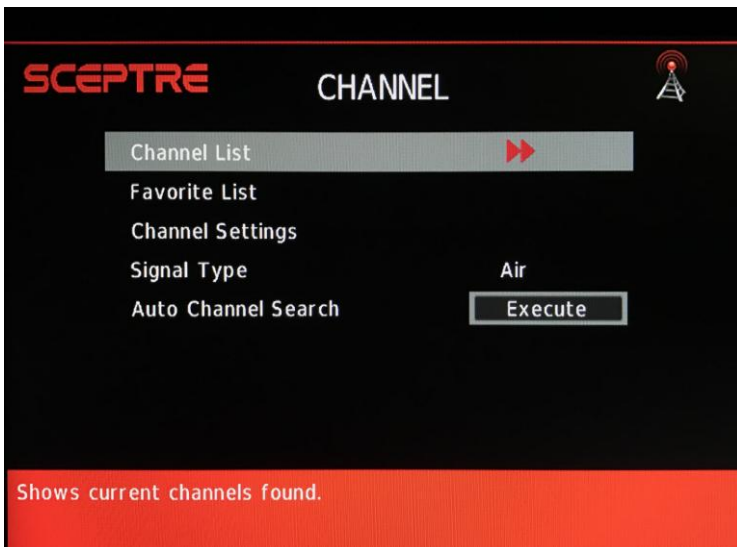 SCEPTRE
CHANNEL
Channel List
Favorite List
Channel Settings
Signal Type Air
Auto Channel Search Execute
Shows current channels found.